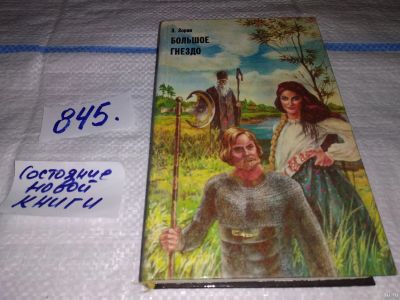 Э. Зорин
БОЛЬШОЕ
ГНЕЗДО
845.
Состояние
новой
книги